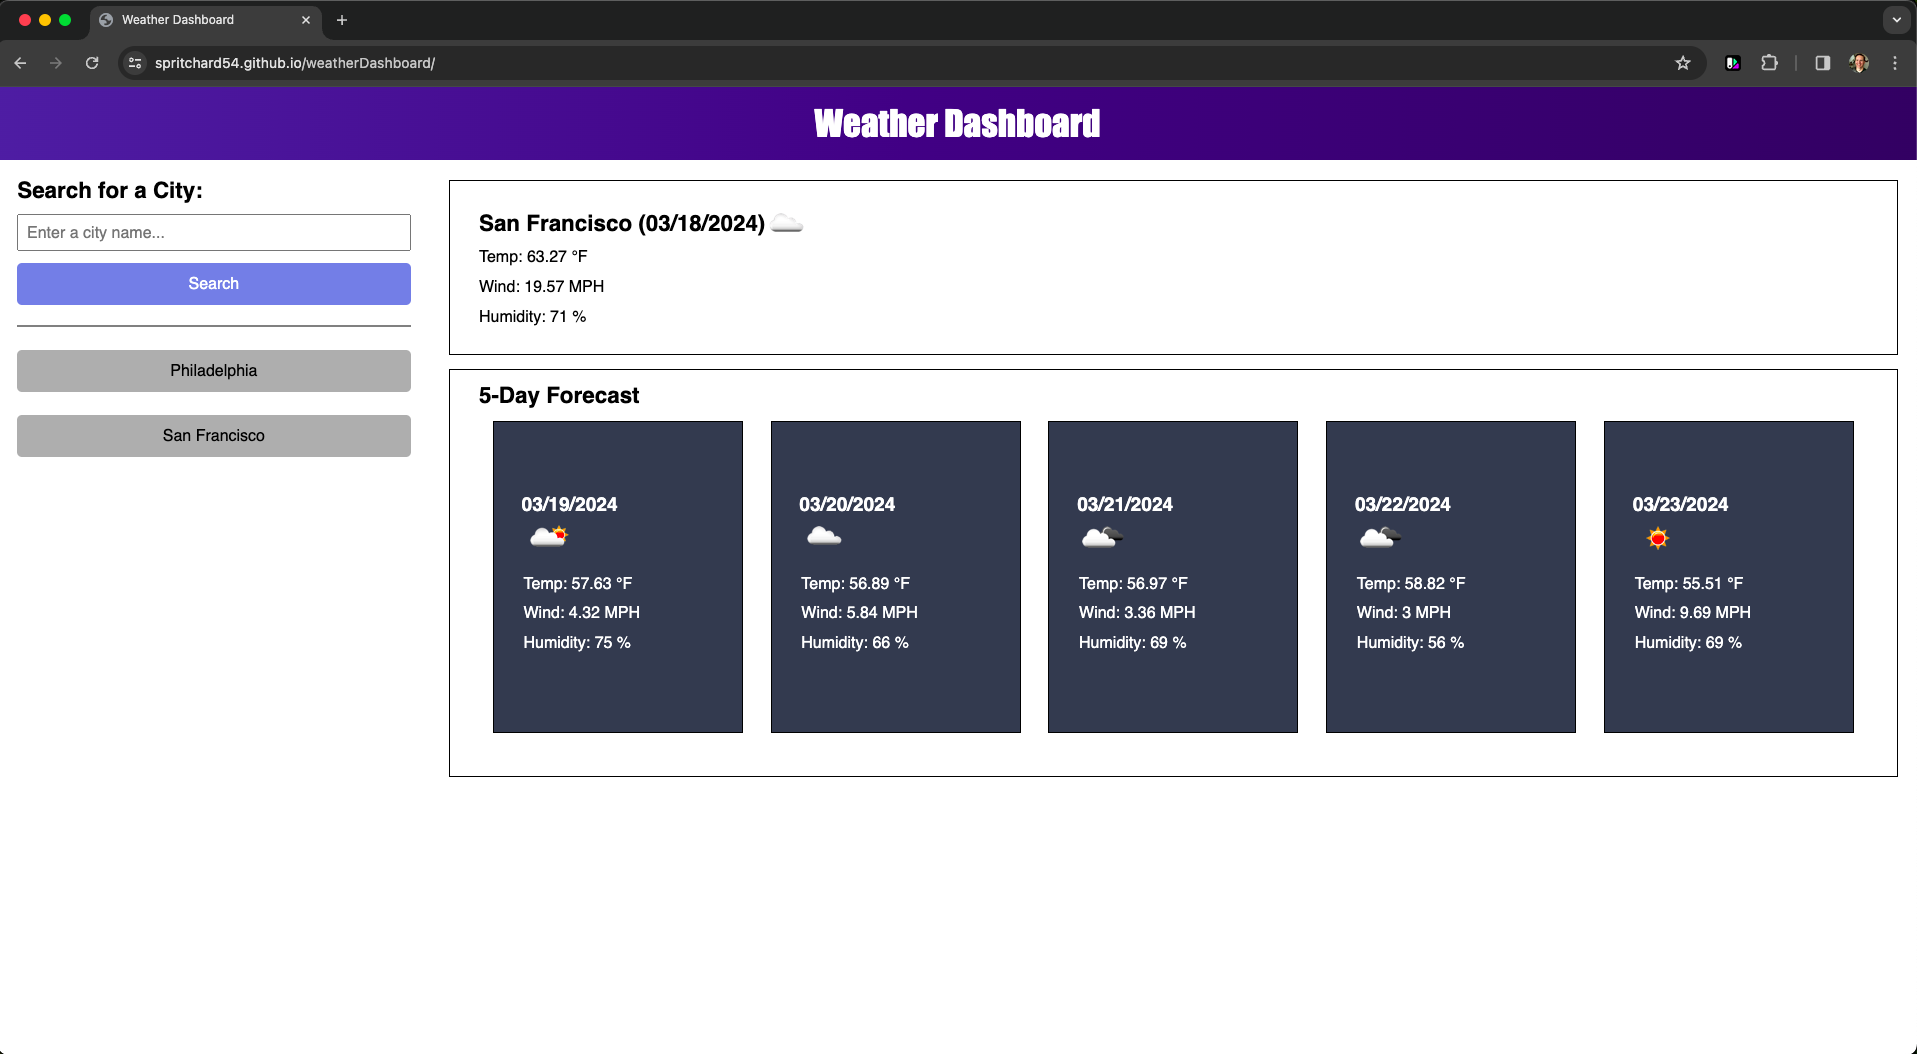 Weather Dashboard
spritchard54.github.io/weatherDashboard/
Weather Dashboard
Search for a City:
Enter a city name...
Search
Philadelphia
San Francisco
San Francisco (03/18/2024)
Temp: 63.27 °F
Wind: 19.57 MPH
Humidity: 71 %
5-Day Forecast
03/19/2024
Temp: 57.63 °F
Wind: 4.32 MPH
Humidity: 75 %
03/20/2024
Temp: 56.89 °F
Wind: 5.84 MPH
Humidity: 66 %
03/21/2024
Temp: 56.97 °F
Wind: 3.36 MPH
Humidity: 69 %
03/22/2024
Temp: 58.82 °F
Wind: 3 MPH
Humidity: 56 %
03/23/2024
Temp: 55.51 °F
Wind: 9.69 MPH
Humidity: 69 %